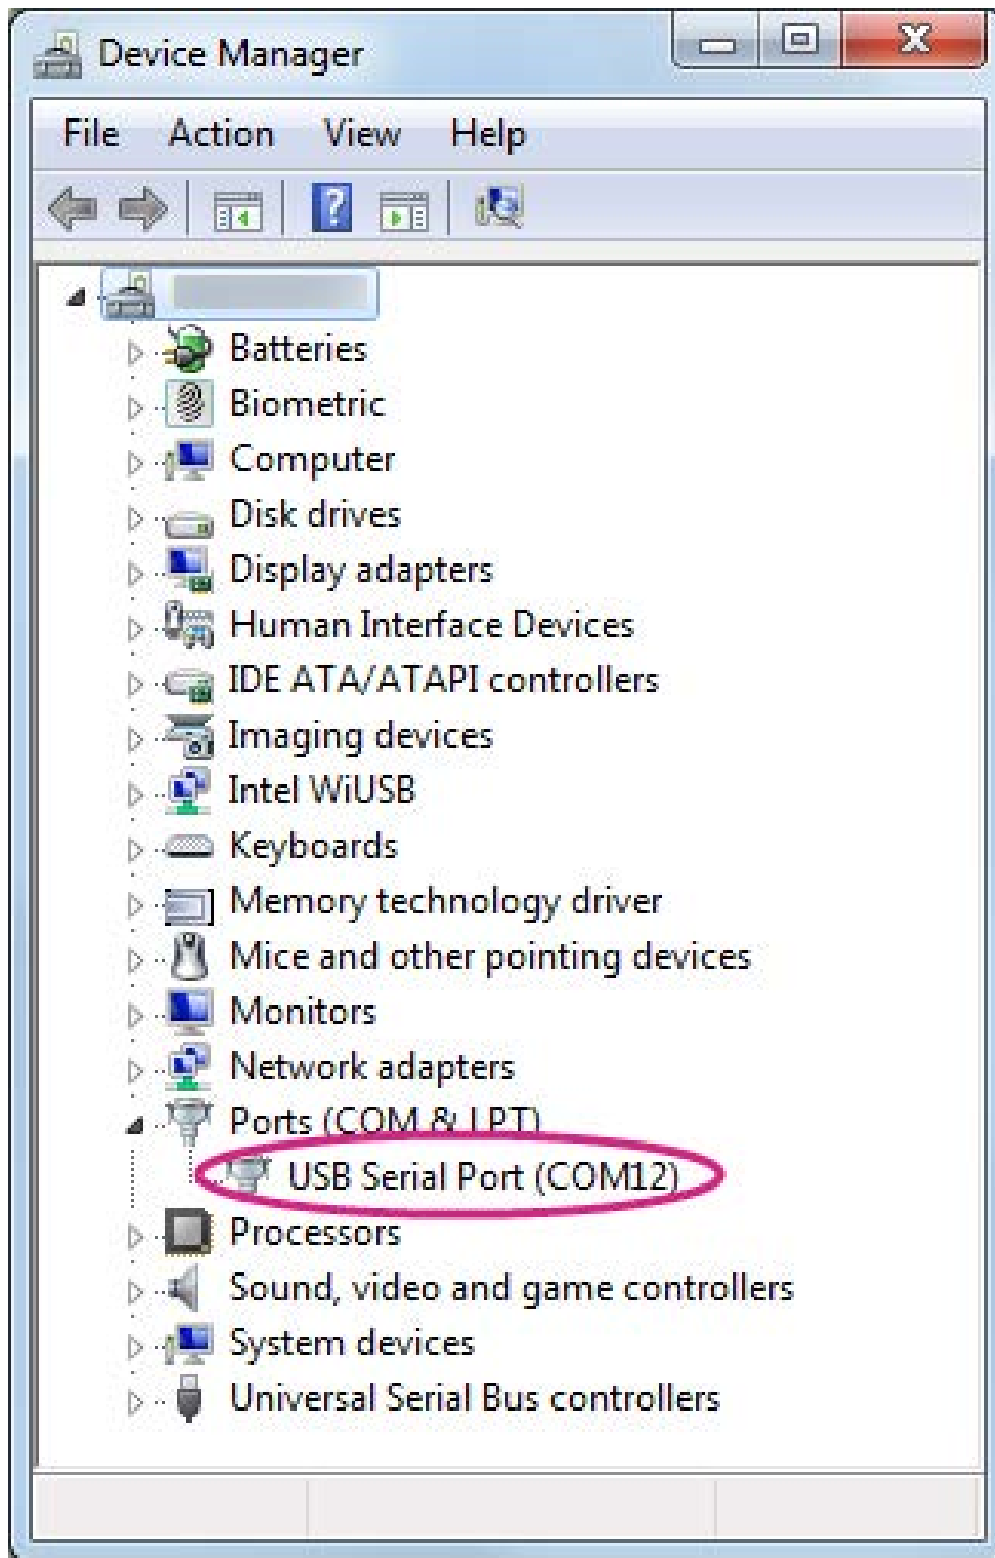 Device Manager
File Action View Help
Batteries
Biometric
Computer
Disk drives
Display adapters
Human Interface Devices
IDE ATA/ATAPI controllers
Imaging devices
Intel WiUSB
Keyboards
Memory technology driver
Mice and other pointing devices
Monitors
Network adapters
Ports (COM & LPT)
USB Serial Port (COM12)
Processors
Sound, video and game controllers
System devices
Universal Serial Bus controllers